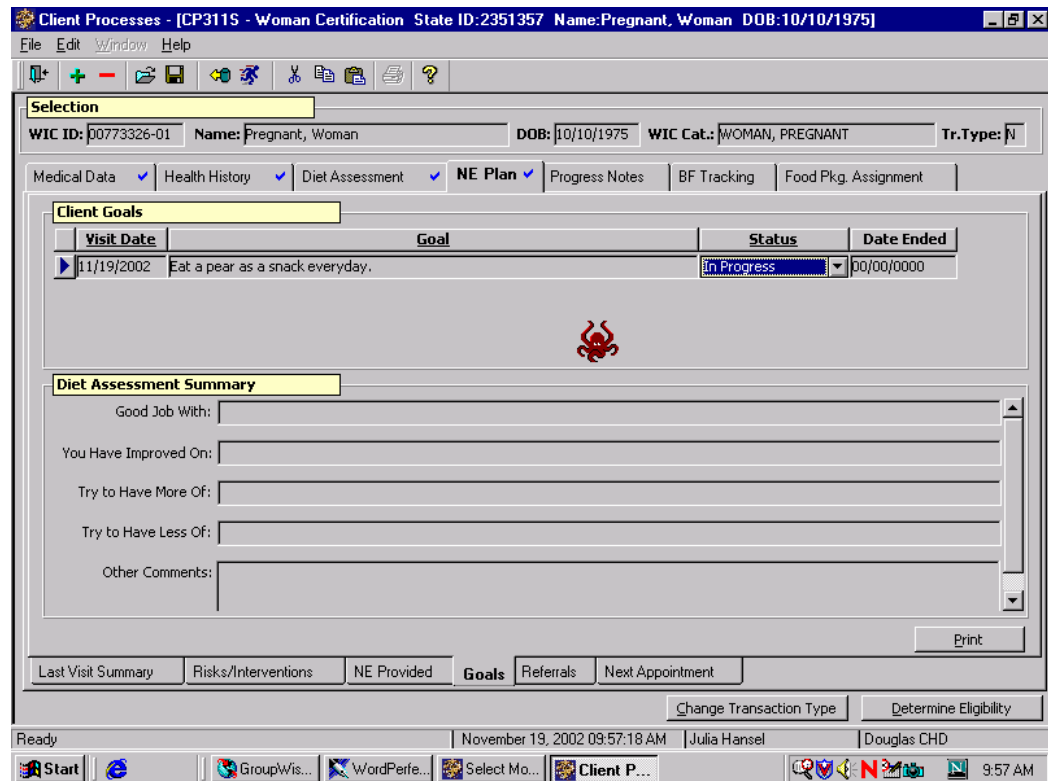 Client Processes - [CP311S - Woman Certification State ID:2351357 Name:Pregnant, Woman DOB:10/10/1975]
File Edit Window Help
Selection
WIC ID: 00773326-01 Name: Pregnant, Woman DOB: 10/10/1975 WIC Cat.: WOMAN, PREGNANT Tr.Type: N
Medical Data Health History Diet Assessment NE Plan Progress Notes BF Tracking Food Pkg. Assignment
Client Goals
Visit Date Goal Status Date Ended
11/19/2002 Eat a pear as a snack everyday. In Progress 00/00/0000
Diet Assessment Summary
Good Job With:
You Have Improved On:
Try to Have More Of:
Try to Have Less Of:
Other Comments:
Print
Last Visit Summary Risks/Interventions NE Provided Goals Referrals Next Appointment
Change Transaction Type Determine Eligibility
Ready November 19, 2002 09:57:18 AM Julia Hansel Douglas CHD
Start GroupWis... WordPerfe... Select Mo... Client P... 9:57 AM